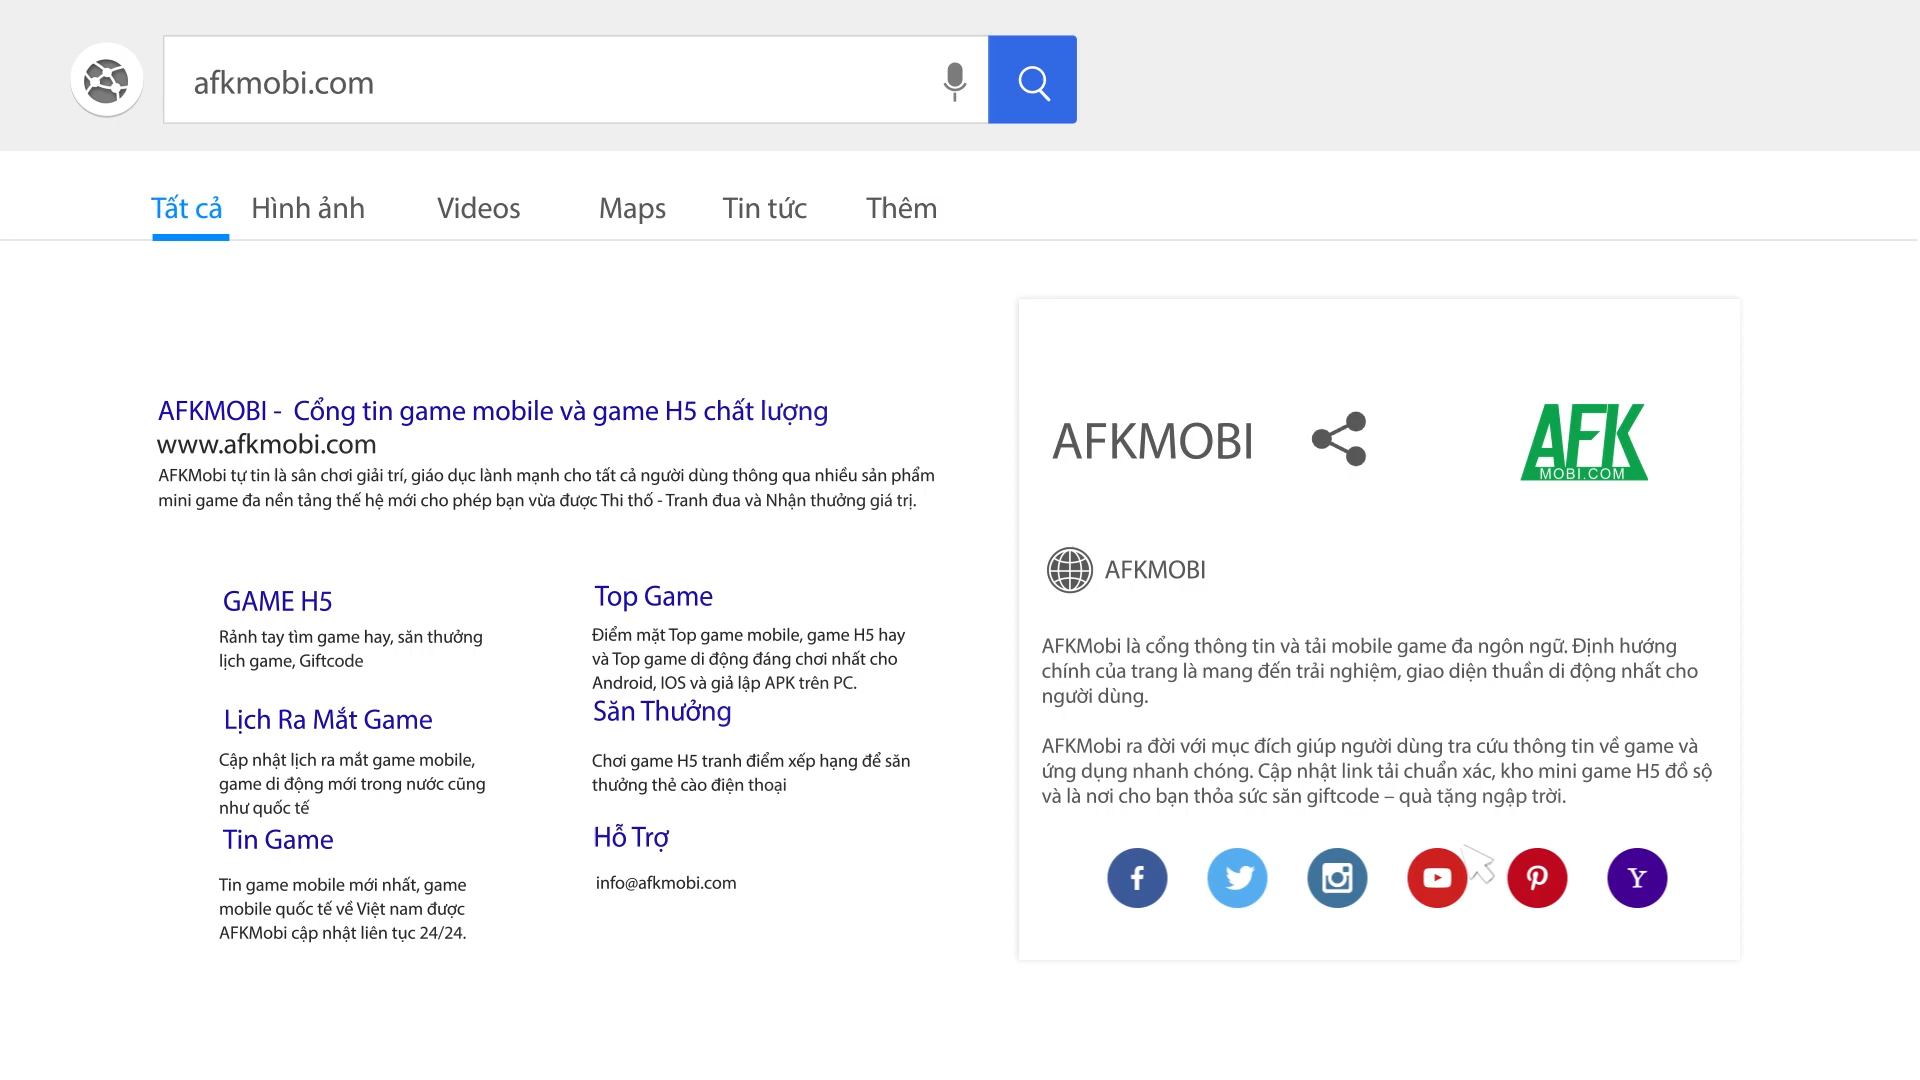 afkmobi.com
Tất cả Hình ảnh Videos Maps Tin tức Thêm
AFKMOBI - Cổng tin game mobile và game H5 chất lượng
www.afkmobi.com
AFKMobi tự tin là sân chơi giải trí, giáo dục lành mạnh cho tất cả người dùng thông qua nhiều sản phẩm
mini game đa nền tảng thế hệ mới cho phép bạn vừa được Thi thố - Tranh đua và Nhận thưởng giá trị.
GAME H5
Rảnh tay tìm game hay, săn thưởng
lịch game, Giftcode
Lịch Ra Mắt Game
Cập nhật lịch ra mắt game mobile,
game di động mới trong nước cũng
như quốc tế
Tin Game
Tin game mobile mới nhất, game
mobile quốc tế về Việt nam được
AFKMobi cập nhật liên tục 24/24.
Top Game
Điểm mặt Top game mobile, game H5 hay
và Top game di động đáng chơi nhất cho
Android, IOS và giả lập APK trên PC.
Săn Thưởng
Chơi game H5 tranh điểm xếp hạng để săn
thưởng thẻ cào điện thoại
Hỗ Trợ
info@afkmobi.com
AFKMOBI
AFK
MOBI.COM
AFKMOBI
AFKMobi là cổng thông tin và tải mobile game đa ngôn ngữ. Định hướng
chính của trang là mang đến trải nghiệm, giao diện thuần di động nhất cho
người dùng.
AFKMobi ra đời với mục đích giúp người dùng tra cứu thông tin về game và
ứng dụng nhanh chóng. Cập nhật link tải chuẩn xác, kho mini game H5 đồ sộ
và là nơi cho bạn thỏa sức săn giftcode – quà tặng ngập trời.